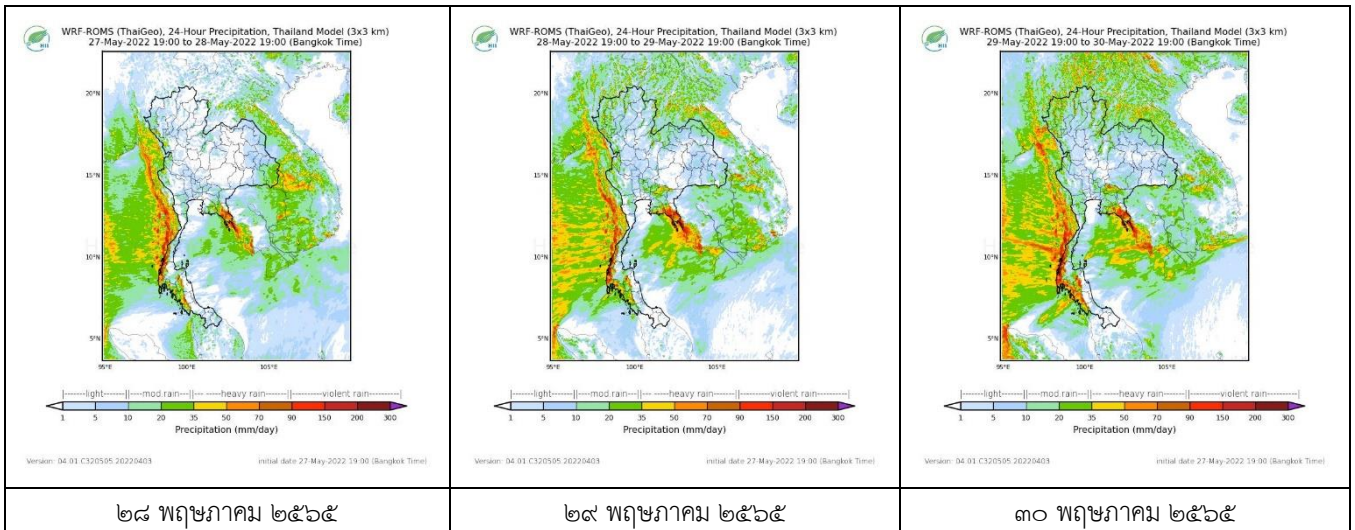 WRF-ROMS (ThaiGeo), 24-Hour Precipitation, Thailand Model (3x3 km)
27-May-2022 19:00 to 28-May-2022 19:00 (Bangkok Time)
20°N
15°N
10°N
5°N
95°E 100°E 105°E
|------light-----||---mod.rain---||--- ----heavy rain----||------violent rain------|
1 5 10 20 35 50 70 90 150 200 300
Precipitation (mm/day)
Version: 04.01.C320505.20220403 initial date 27-May-2022 19:00 (Bangkok Time)
๒๘ พฤษภาคม ๒๕๖๕
WRF-ROMS (ThaiGeo), 24-Hour Precipitation, Thailand Model (3x3 km)
28-May-2022 19:00 to 29-May-2022 19:00 (Bangkok Time)
20°N
15°N
10°N
5°N
95°E 100°E 105°E
|------light-----||---mod.rain---||--- ----heavy rain----||------violent rain------|
1 5 10 20 35 50 70 90 150 200 300
Precipitation (mm/day)
Version: 04.01.C320505.20220403 initial date 27-May-2022 19:00 (Bangkok Time)
๒๙ พฤษภาคม ๒๕๖๕
WRF-ROMS (ThaiGeo), 24-Hour Precipitation, Thailand Model (3x3 km)
29-May-2022 19:00 to 30-May-2022 19:00 (Bangkok Time)
20°N
15°N
10°N
5°N
95°E 100°E 105°E
|------light-----||---mod.rain---||--- ----heavy rain----||------violent rain------|
1 5 10 20 35 50 70 90 150 200 300
Precipitation (mm/day)
Version: 04.01.C320505.20220403 initial date 27-May-2022 19:00 (Bangkok Time)
๓๐ พฤษภาคม ๒๕๖๕